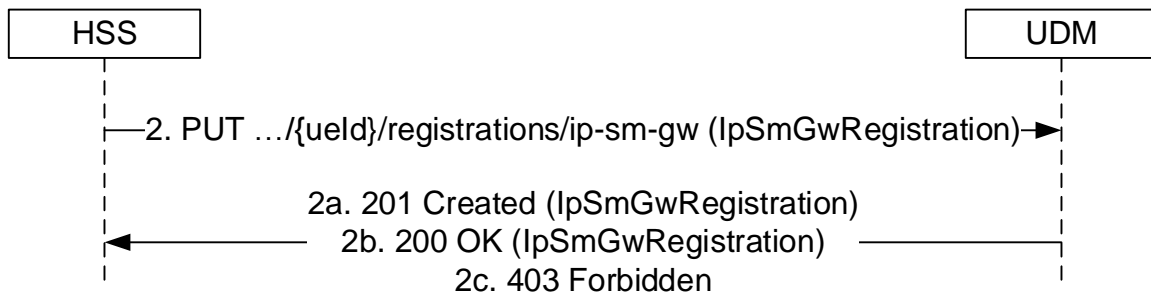 HSS
UDM
2. PUT …/{ueId}/registrations/ip-sm-gw (IpSmGwRegistration)
2a. 201 Created (IpSmGwRegistration)
2b. 200 OK (IpSmGwRegistration)
2c. 403 Forbidden